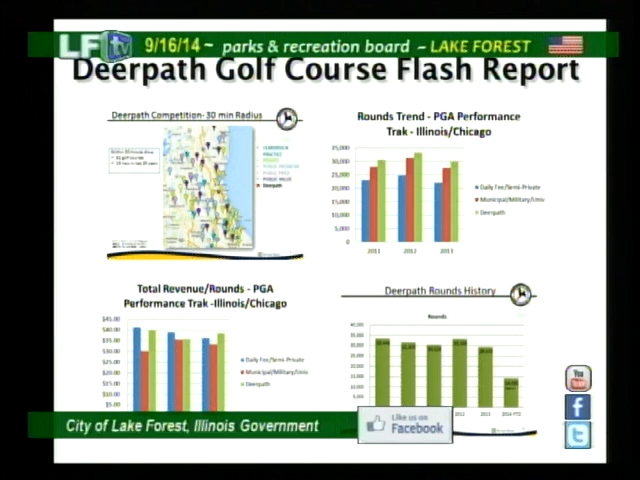 LFtv 9/16/14 ~ parks & recreation board ~ LAKE FOREST
Deerpath Golf Course Flash Report
Deerpath Competition- 30 min Radius
Deerpath
Rounds Trend - PGA Performance
Trak - Illinois/Chicago
35,000
30,000
25,000
20,000
15,000
10,000
5,000
0
2011 2012 2013
Daily Fee/Semi-Private
Municipal/Military/Univ
Deerpath
Total Revenue/Rounds - PGA
Performance Trak -Illinois/Chicago
$45.00
$40.00
$35.00
$30.00
$25.00
$20.00
$15.00
$10.00
$5.00
Daily Fee/Semi-Private
Municipal/Military/Univ
Deerpath
Deerpath Rounds History
Rounds
40,000
35,000
30,000
25,000
20,000
15,000
10,000
5,000
2012 2013 2014 YTD
City of Lake Forest, Illinois Government
Like us on
Facebook
You
Tube
f
t